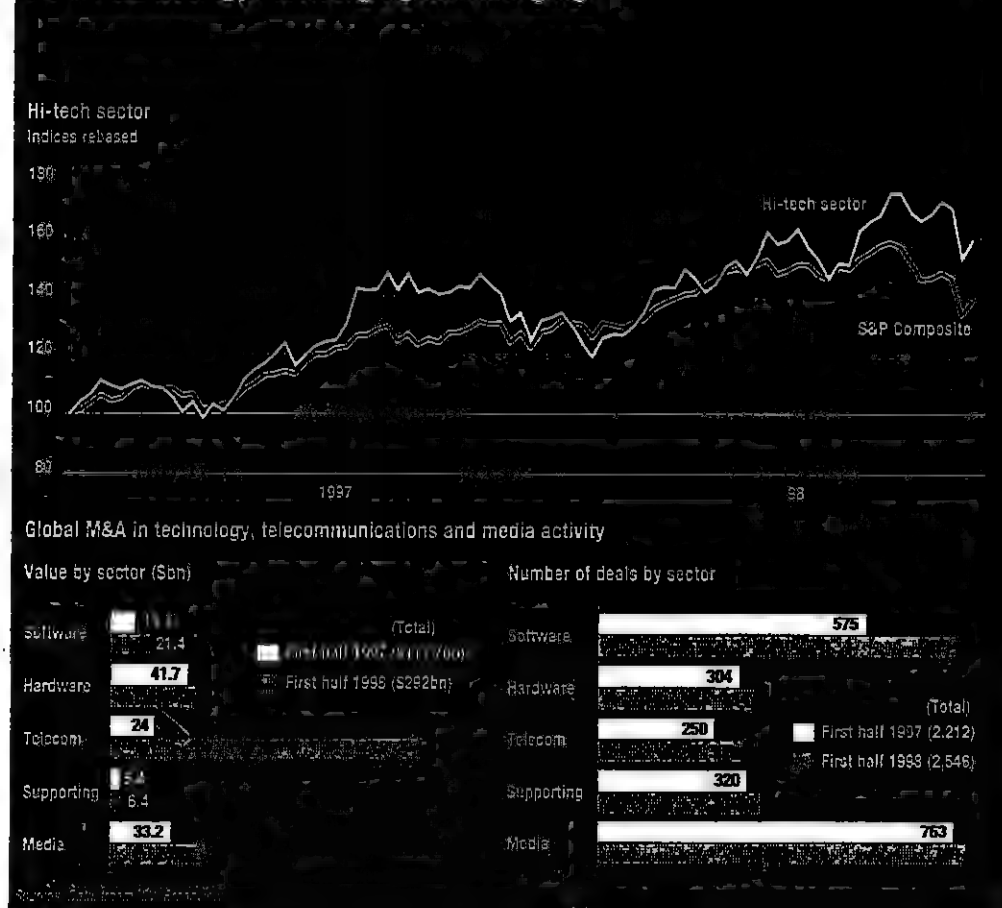 Hi-tech sector
Indices rebased
180
160
140
120
100
80
Hi-tech sector
S&P Composite
1997
98
Global M&A in technology, telecommunications and media activity
Value by sector ($bn)
(Total)
First half 1997
First half 1998 ($292bn)
Software
21.4
Hardware
41.7
Telecom
24
Supporting
5.4
6.4
Media
33.2
Number of deals by sector
Software
575
Hardware
304
Telecom
250
Supporting
320
Media
763
(Total)
First half 1997 (2,212)
First half 1998 (2,546)